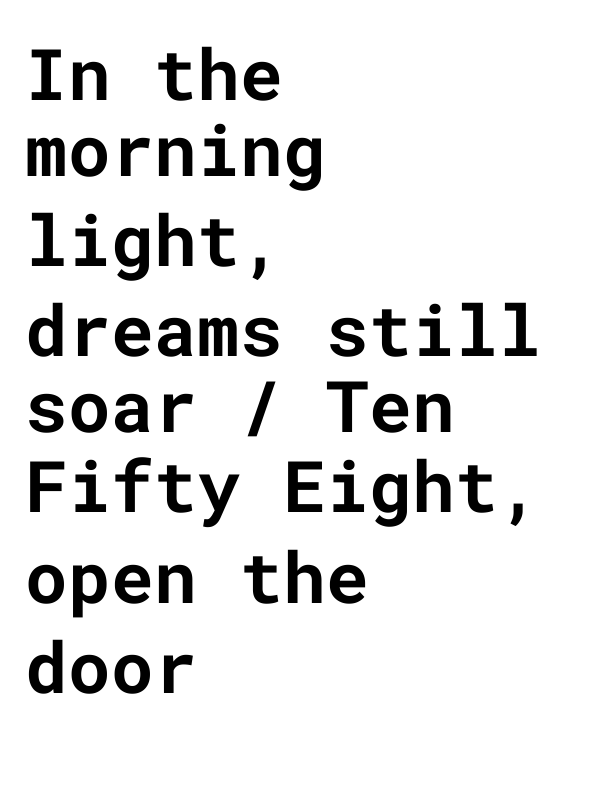 In the
morning
light,
dreams still
soar / Ten
Fifty Eight,
open the
door